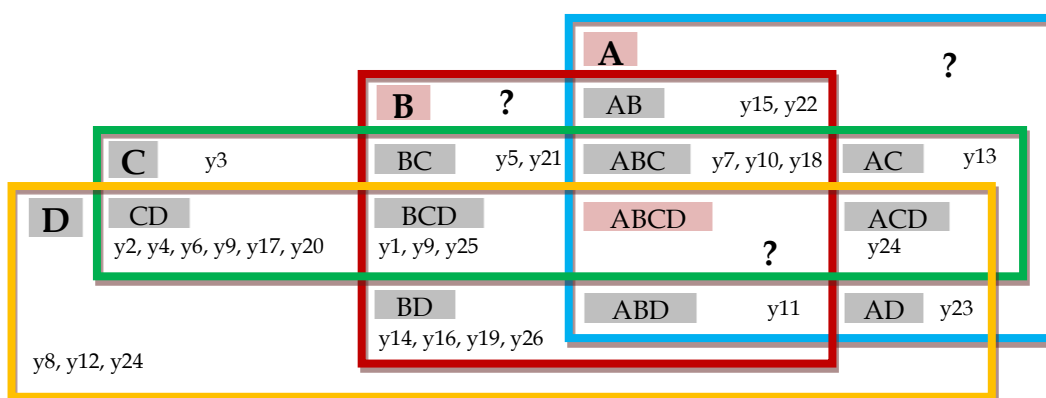 A
?
B ? AB y15, y22
C y3 BC y5, y21 ABC y7, y10, y18 AC y13
D CD BCD ABCD ACD
y2, y4, y6, y9, y17, y20 y1, y9, y25 ? y24
BD ABD y11 AD y23
y14, y16, y19, y26
y8, y12, y24